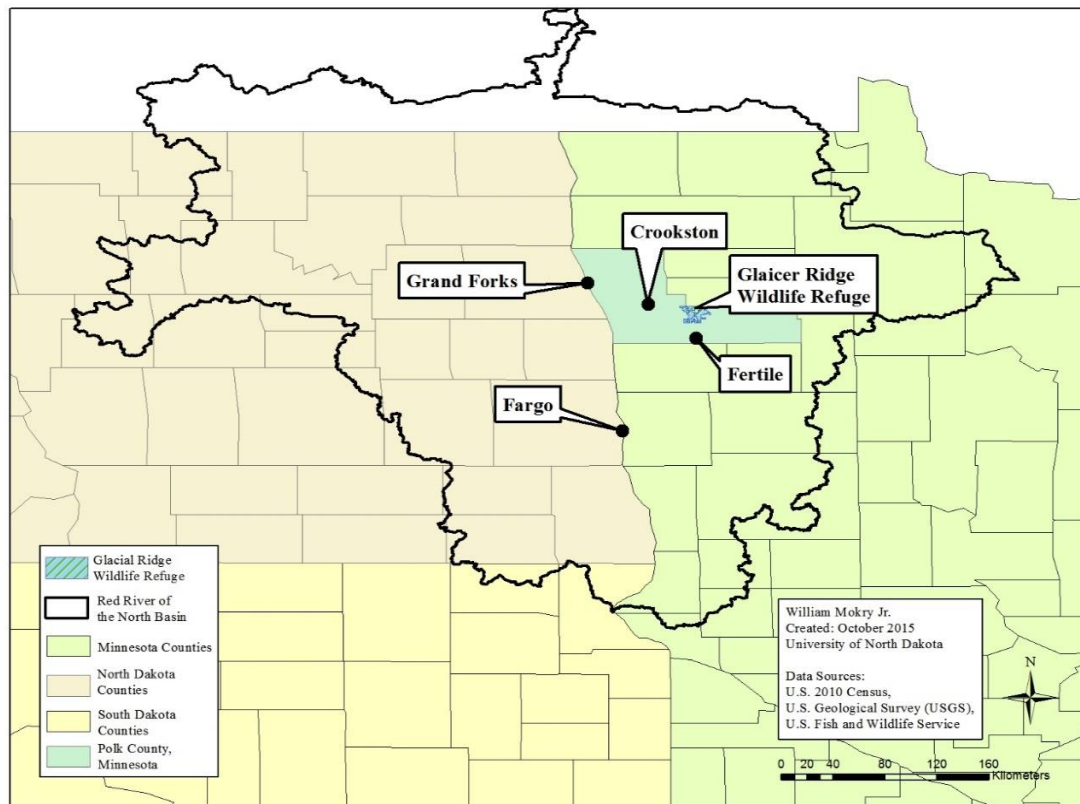 Crookston
Grand Forks
Glaicer Ridge
Wildlife Refuge
Fertile
Fargo
Glacial Ridge
Wildlife Refuge
Red River of
the North Basin
Minnesota Counties
North Dakota
Counties
South Dakota
Counties
Polk County,
Minnesota
William Mokry Jr.
Created: October 2015
University of North Dakota
Data Sources:
U.S. 2010 Census,
U.S. Geological Survey (USGS),
U.S. Fish and Wildlife Service
N
0 20 40 80 120 160
Kilometers